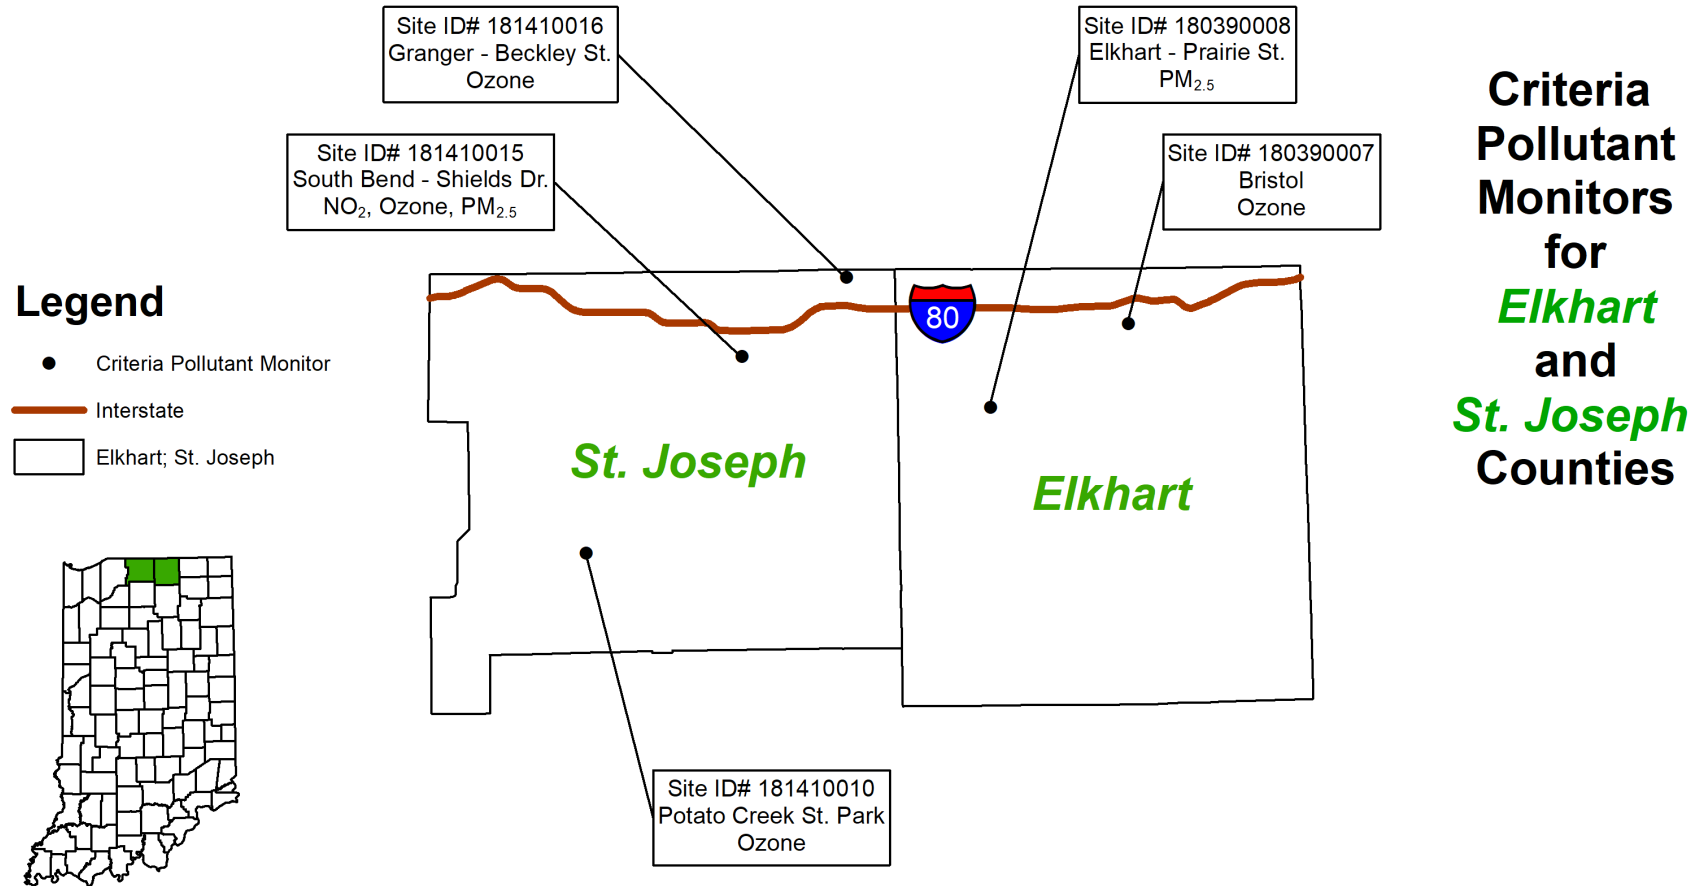 Site ID# 181410016
Granger - Beckley St.
Ozone
Site ID# 180390008
Elkhart - Prairie St.
PM2.5
Site ID# 181410015
South Bend - Shields Dr.
NO2, Ozone, PM2.5
Site ID# 180390007
Bristol
Ozone
Criteria
Pollutant
Monitors
for
Elkhart
and
St. Joseph
Counties
Legend
Criteria Pollutant Monitor
Interstate
Elkhart; St. Joseph
80
St. Joseph
Elkhart
Site ID# 181410010
Potato Creek St. Park
Ozone